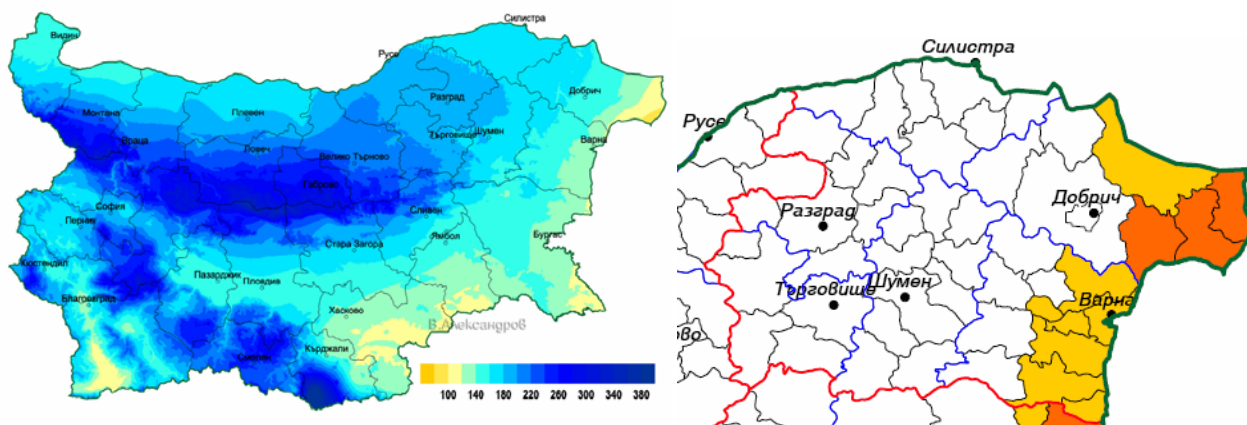 Силистра
Видин
Русе
Добрич
Разград
Монтана
Плевен
Шумен
Търговище
Варна
Враца
Ловеч
Велико Търново
Габрово
София
Сливен
Перник
Ямбол
Бургас
Стара Загора
Кюстендил
Пазарджик
Пловдив
Благоевград
Хасково
В.Александров
Кърджали
Смолян
100 140 180 220 260 300 340 380
Силистра
Русе
Добрич
Разград
Търговище
Шумен
Варна
ово